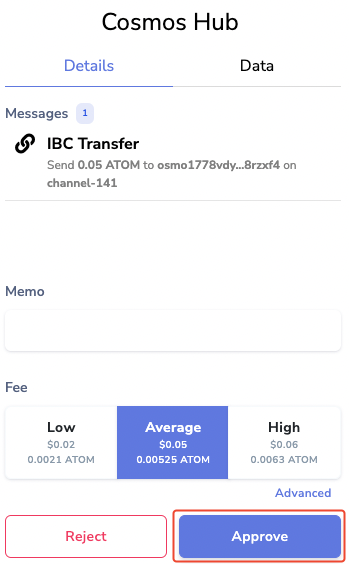 Cosmos Hub
Details Data
Messages 1
IBC Transfer
Send 0.05 ATOM to osmo1778vdy...8rzxf4 on
channel-141
Memo
Fee
Low Average High
$0.02 $0.05 $0.06
0.0021 ATOM 0.00525 ATOM 0.0063 ATOM
Advanced
Reject Approve